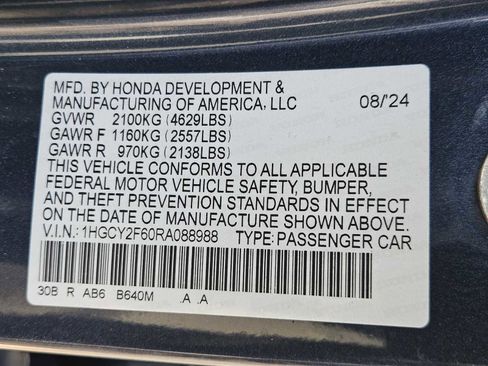 MFD. BY HONDA DEVELOPMENT &
MANUFACTURING OF AMERICA, LLC 08/'24
GVWR 2100KG (4629LBS)
GAWR F 1160KG (2557LBS)
GAWR R 970KG (2138LBS)
THIS VEHICLE CONFORMS TO ALL APPLICABLE
FEDERAL MOTOR VEHICLE SAFETY, BUMPER,
AND THEFT PREVENTION STANDARDS IN EFFECT
ON THE DATE OF MANUFACTURE SHOWN ABOVE.
V.I.N.: 1HGCY2F60RA088988 TYPE: PASSENGER CAR
30B R AB6 B640M .A .A